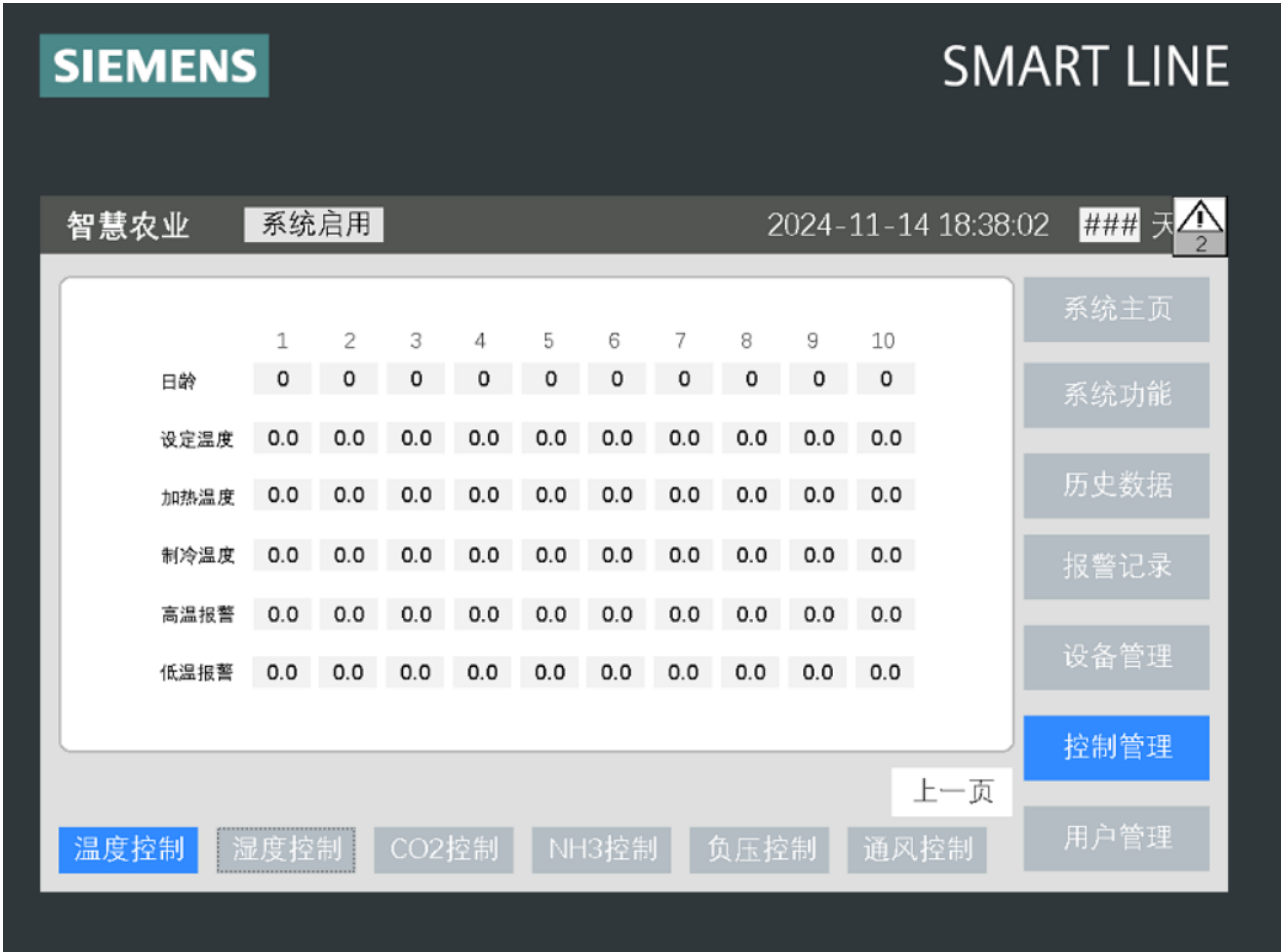 SIEMENS
SMART LINE
智慧农业 系统启用 2024-11-14 18:38:02 ### 天
2
1 2 3 4 5 6 7 8 9 10
日龄 0 0 0 0 0 0 0 0 0 0
设定温度 0.0 0.0 0.0 0.0 0.0 0.0 0.0 0.0 0.0 0.0
加热温度 0.0 0.0 0.0 0.0 0.0 0.0 0.0 0.0 0.0 0.0
制冷温度 0.0 0.0 0.0 0.0 0.0 0.0 0.0 0.0 0.0 0.0
高温报警 0.0 0.0 0.0 0.0 0.0 0.0 0.0 0.0 0.0 0.0
低温报警 0.0 0.0 0.0 0.0 0.0 0.0 0.0 0.0 0.0 0.0
上一页
温度控制 湿度控制 CO2控制 NH3控制 负压控制 通风控制
系统主页
系统功能
历史数据
报警记录
设备管理
控制管理
用户管理